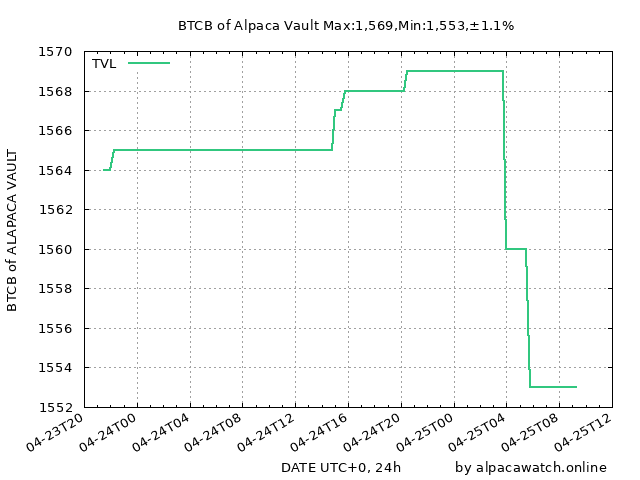 BTCB of Alpaca Vault Max:1,569,Min:1,553,±1.1%
TVL
1570
1568
1566
1564
1562
1560
1558
1556
1554
1552
BTCB of ALAPACA VAULT
04-23T20
04-24T00
04-24T04
04-24T08
04-24T12
04-24T16
04-24T20
04-25T00
04-25T04
04-25T08
04-25T12
DATE UTC+0, 24h
by alpacawatch.online